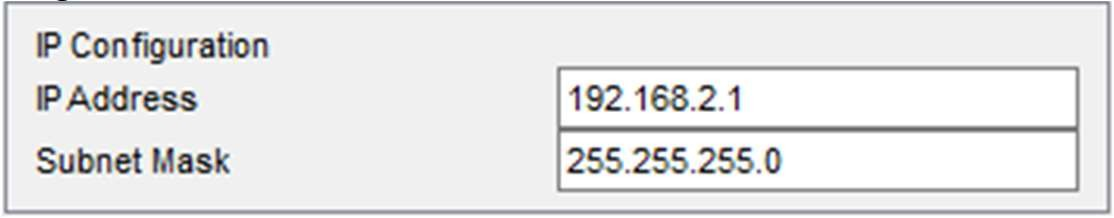 IP Configuration
IP Address 192.168.2.1
Subnet Mask 255.255.255.0